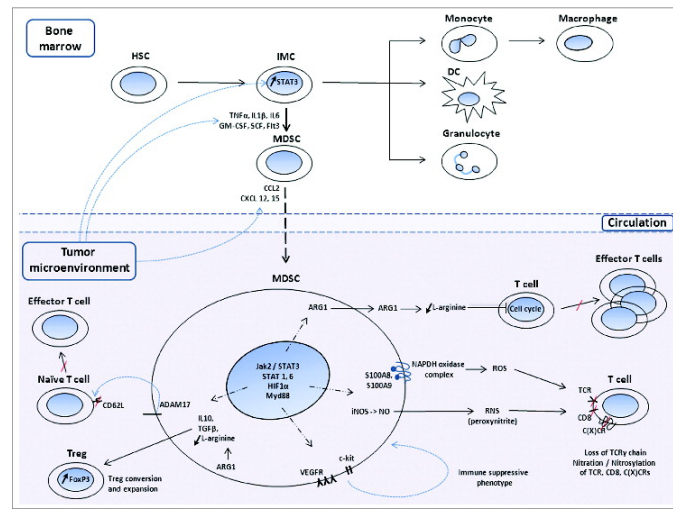 Bone
marrow
HSC
IMC
STAT3
Monocyte
Macrophage
DC
Granulocyte
TNFα, IL1β, IL6
GM-CSF, SCF, Flt3
MDSC
CCL2
CXCL 12, 15
Circulation
Tumor
microenvironment
MDSC
Effector T cells
T cell
ARG1
ARG1
L-arginine
Cell cycle
Effector T cell
Jak2 / STAT3
STAT 1, 6
HIF1α
Myd88
S100A8,
S100A9
NAPDH oxidase
complex
ROS
T cell
TCR
CD8
C(X)CR
Naïve T cell
CD62L
ADAM17
IL10,
TGFβ,
L-arginine
ARG1
iNOS -> NO
RNS
(peroxynitrite)
Loss of TCRγ chain
Nitration / Nitrosylation
of TCR, CD8, C(X)CRs
Treg
FoxP3
Treg conversion
and expansion
VEGFR
c-kit
Immune suppressive
phenotype